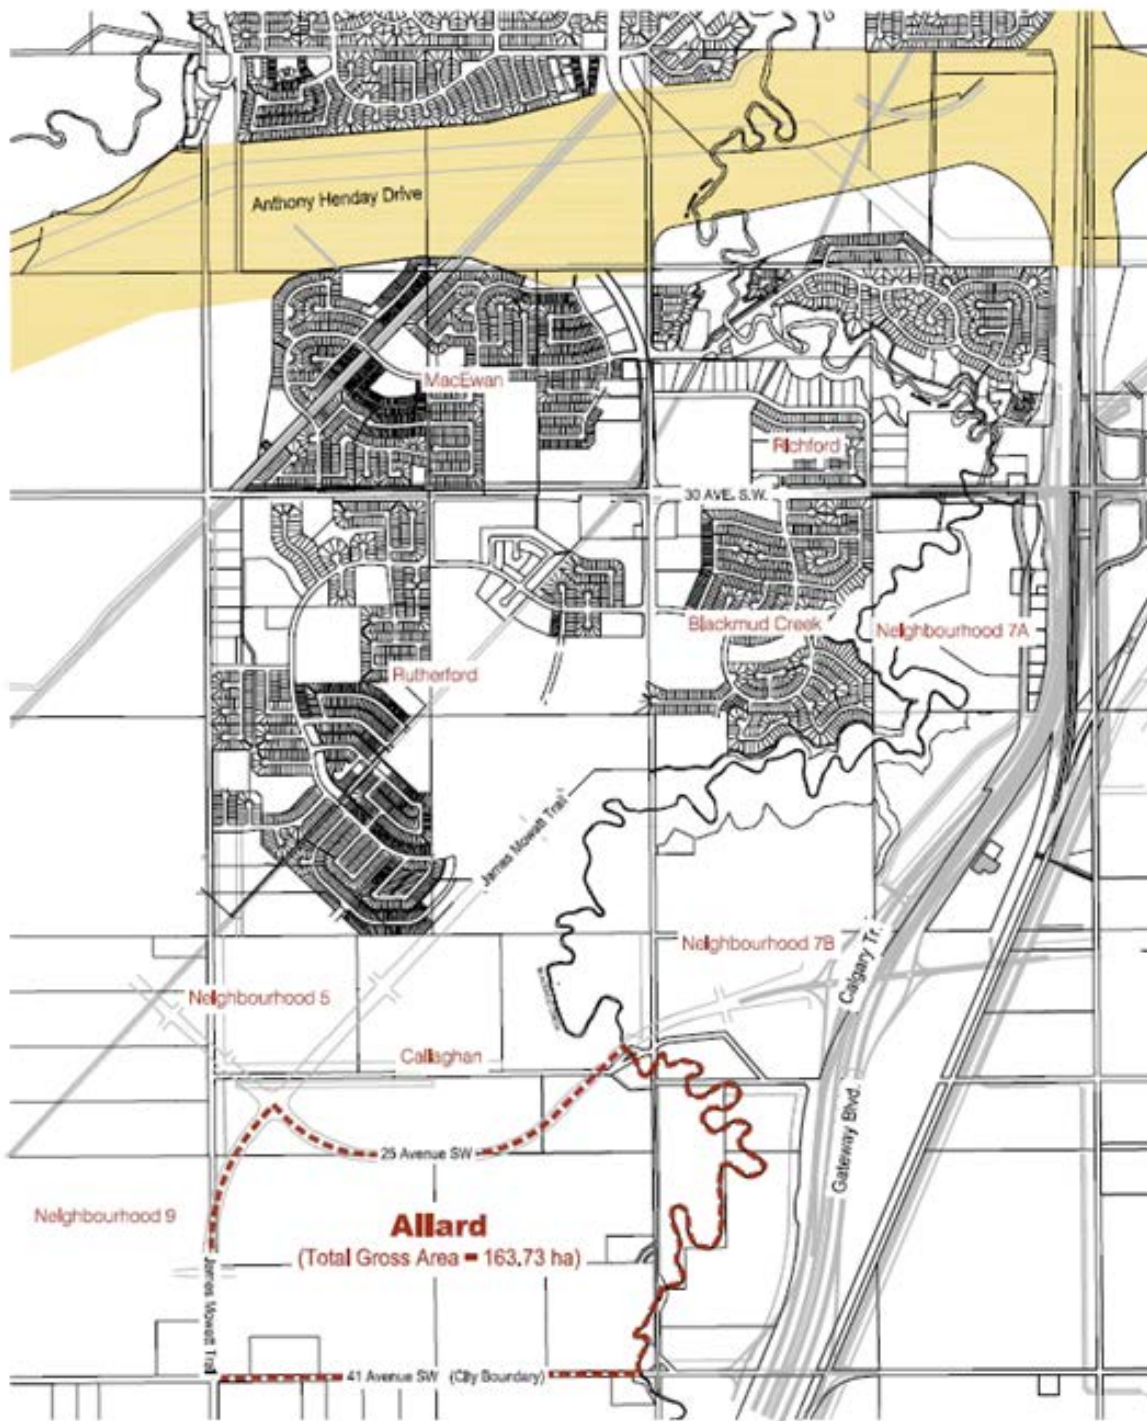 Anthony Henday Drive
MacEwan
Richford
30 AVE. S.W.
Blackmud Creek
Neighbourhood 7A
Rutherford
James Mowatt Trail
Neighbourhood 7B
Calgary Tr.
Neighbourhood 5
Callaghan
Gateway Blvd.
25 Avenue SW
Neighbourhood 9
Allard
(Total Gross Area = 163.73 ha)
James Mowatt Trail
41 Avenue SW (City Boundary)